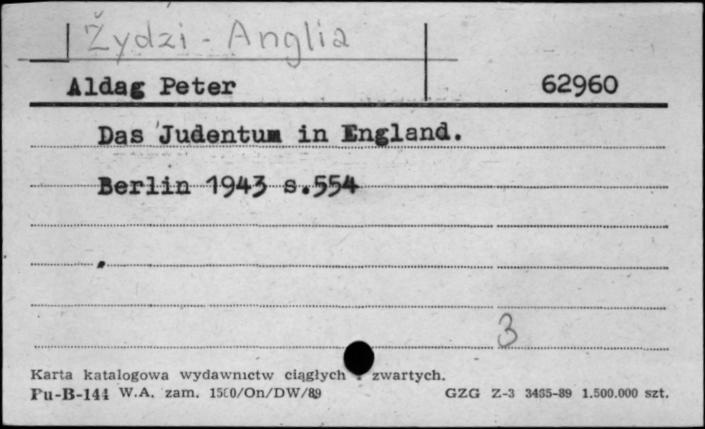 Żydzi - Anglia
Aldag Peter 62960
Das Judentum in England.
Berlin 1943 s.554
3
Karta katalogowa wydawnictw ciągłych i zwartych.
Pu-B-144 W.A. zam. 1560/On/DW/89 GZG Z-3 3465-89 1.500.000 szt.